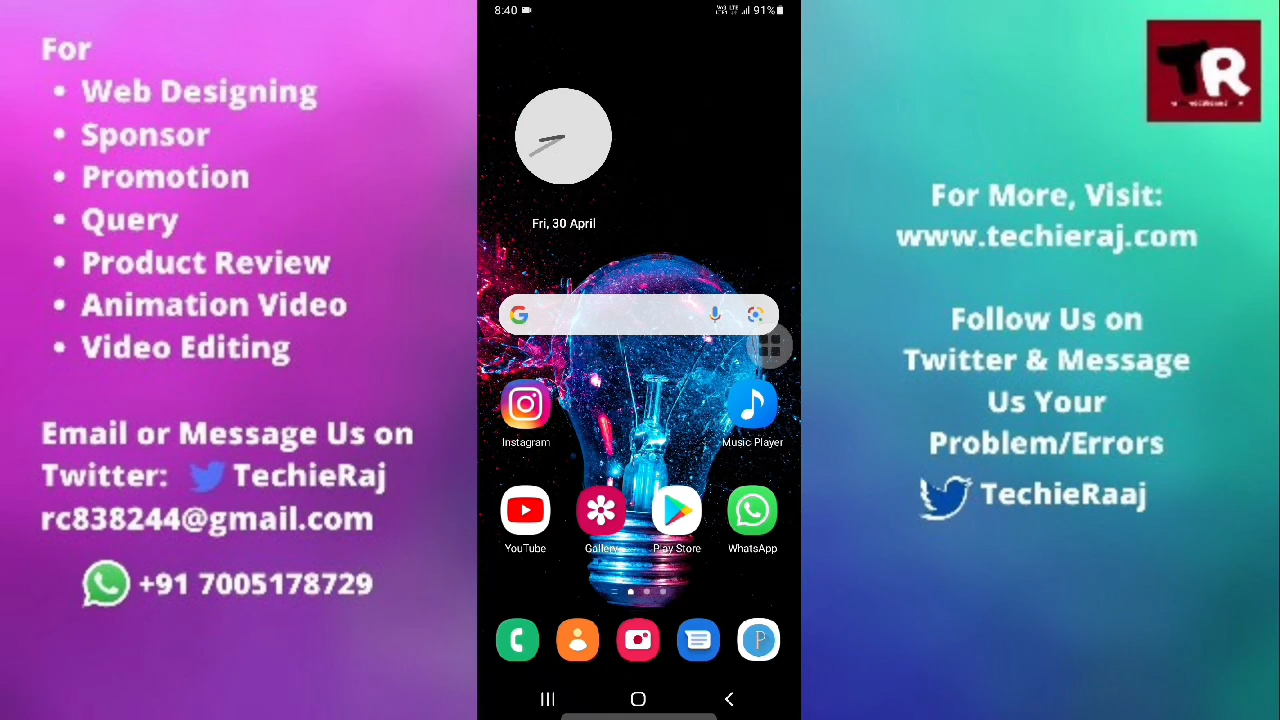 For
• Web Designing
• Sponsor
• Promotion
• Query
• Product Review
• Animation Video
• Video Editing
Email or Message Us on
Twitter: TechieRaj
rc838244@gmail.com
+91 7005178729
8:40
91%
Fri, 30 April
Instagram
Music Player
YouTube
Gallery
Play Store
WhatsApp
TR
For More, Visit:
www.techieraj.com
Follow Us on
Twitter & Message
Us Your
Problem/Errors
TechieRaaj